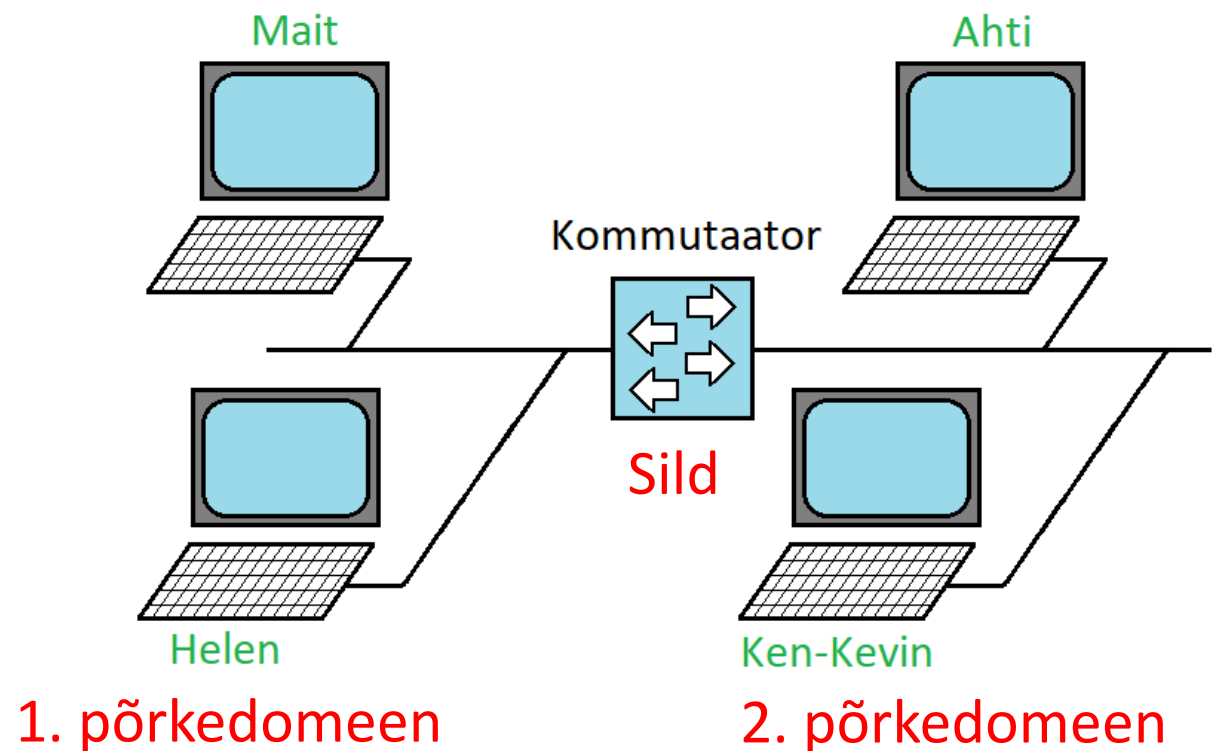 Mait
Ahti
Kommutaator
Sild
Helen
Ken-Kevin
1. põrkedomeen
2. põrkedomeen